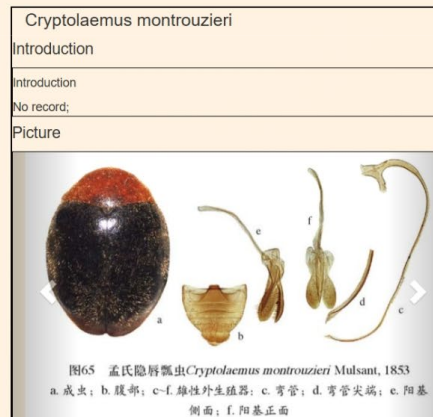 Cryptolaemus montrouzieri
Introduction
Introduction
No record;
Picture
a
b
e
f
d
c
图65 孟氏隐唇瓢虫Cryptolaemus montrouzieri Mulsant, 1853
a. 成虫; b. 腹部; c~f. 雄性外生殖器; c. 弯管; d. 弯管尖端; e. 阳基
侧面; f. 阳基正面